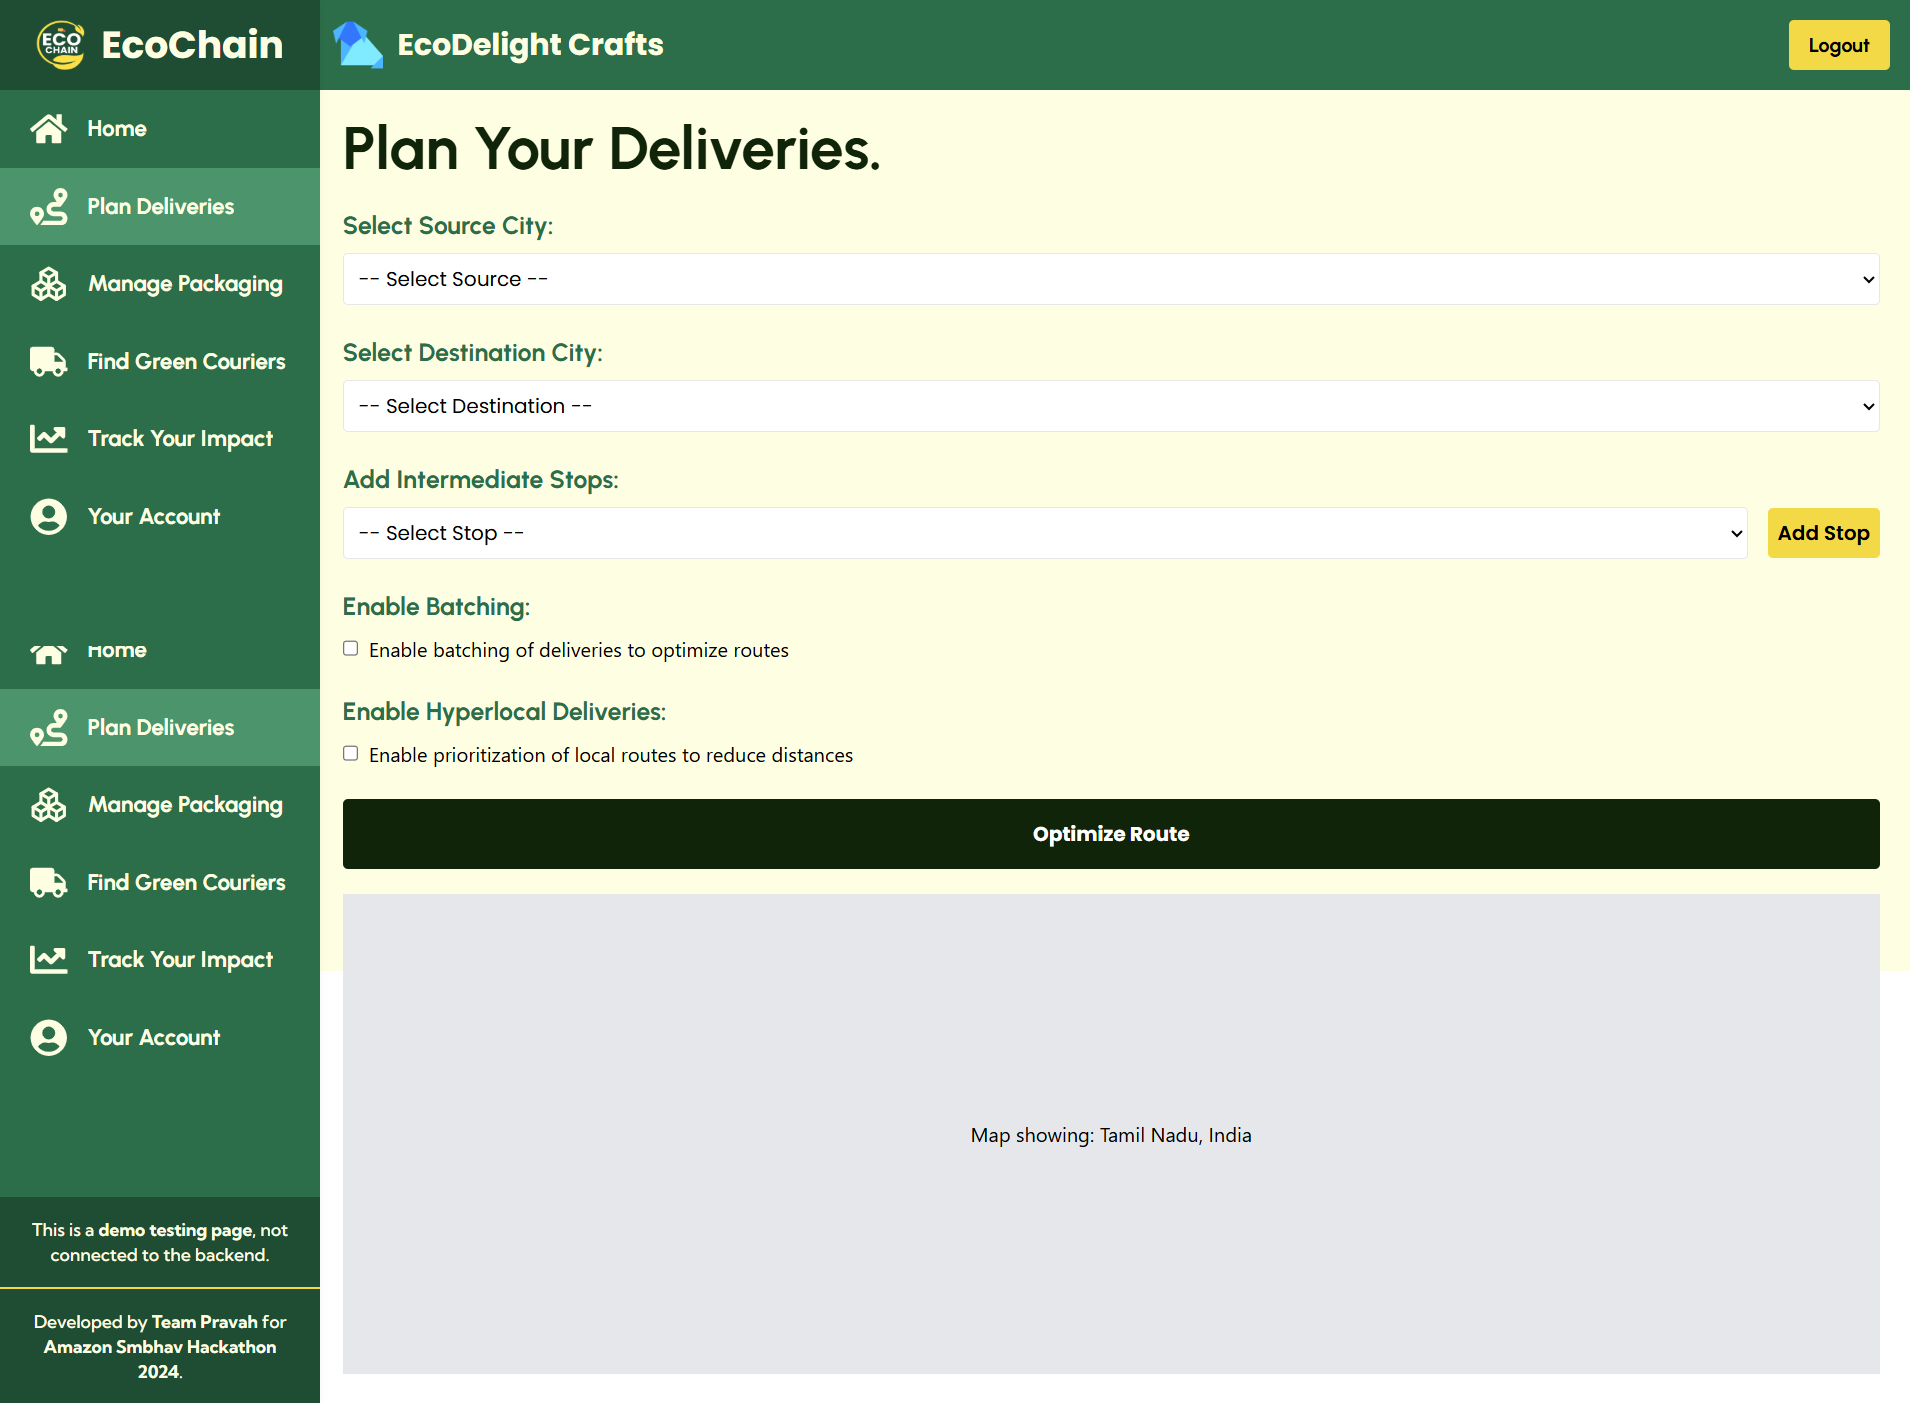 ECO
CHAIN
EcoChain
EcoDelight Crafts
Logout
Home
Plan Deliveries
Manage Packaging
Find Green Couriers
Track Your Impact
Your Account
Home
Plan Deliveries
Manage Packaging
Find Green Couriers
Track Your Impact
Your Account
This is a demo testing page, not
connected to the backend.
Developed by Team Pravah for
Amazon Smbhav Hackathon
2024.
Plan Your Deliveries.
Select Source City:
-- Select Source --
Select Destination City:
-- Select Destination --
Add Intermediate Stops:
-- Select Stop --
Add Stop
Enable Batching:
Enable batching of deliveries to optimize routes
Enable Hyperlocal Deliveries:
Enable prioritization of local routes to reduce distances
Optimize Route
Map showing: Tamil Nadu, India